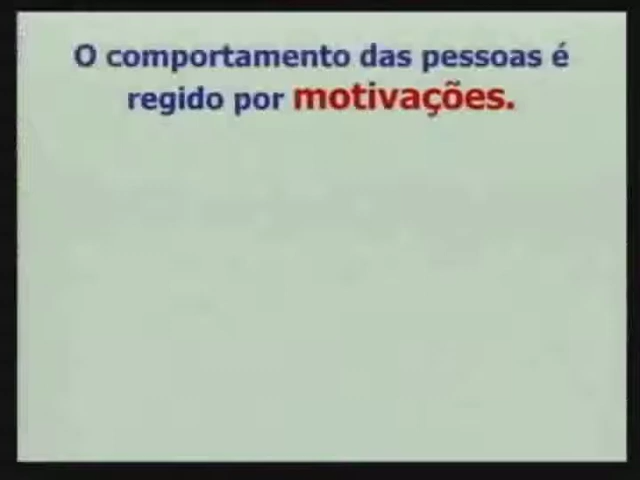 O comportamento das pessoas é
regido por motivações.